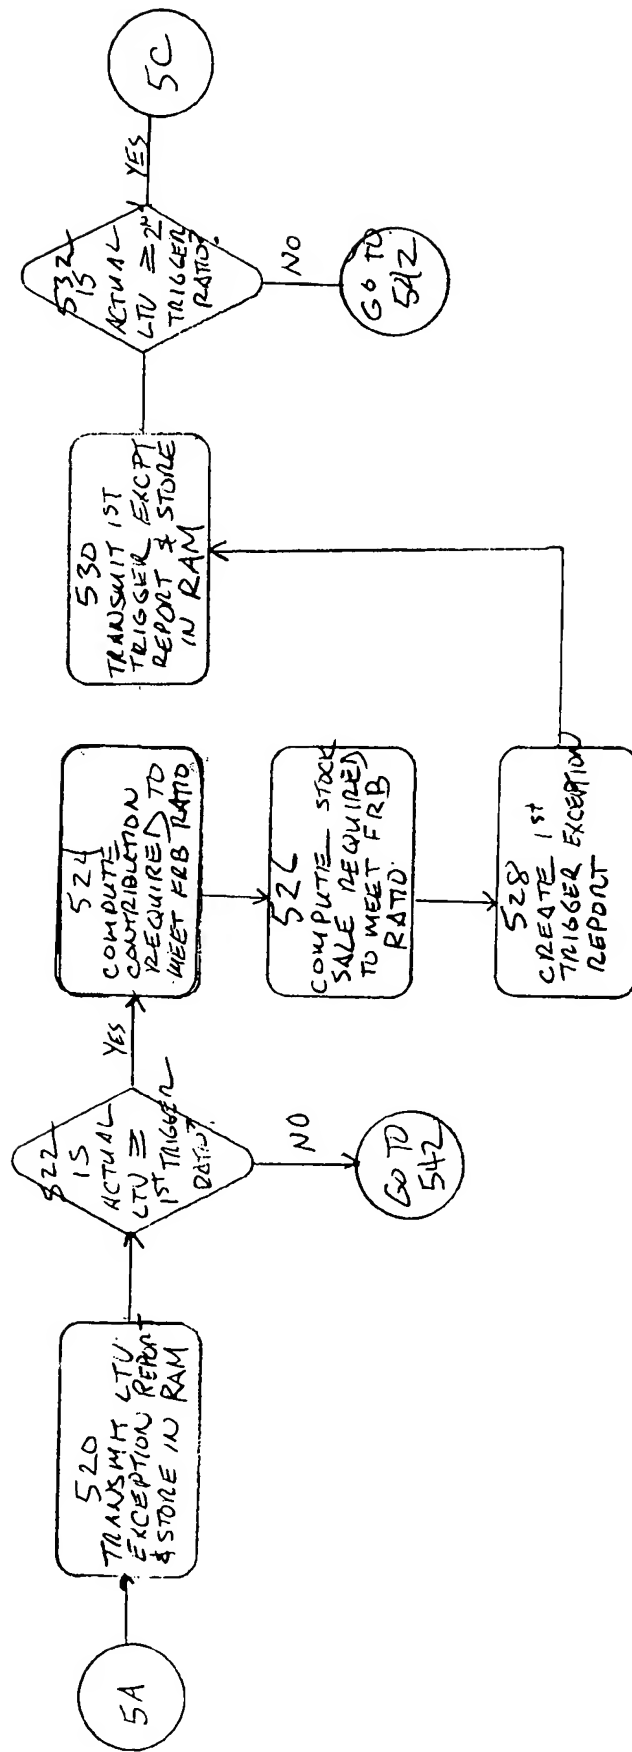 5A
520
TRANSMIT LTV
EXCEPTION REPORT
& STORE IN RAM
522
IS
ACTUAL
LTV ≥
1ST TRIGGER
RATIO?
YES
NO
GO TO
542
524
COMPUTE
CONTRIBUTION
REQUIRED TO
MEET FRB RATIO
526
COMPUTE STOCK
SALE REQUIRED
TO MEET FRB
RATIO.
528
CREATE 1st
TRIGGER EXCEPTION
REPORT
530
TRANSMIT 1ST
TRIGGER EXCPT
REPORT & STORE
IN RAM
532
IS
ACTUAL
LTV ≥ 2nd
TRIGGER
RATIO?
YES
NO
GO TO
542
5C